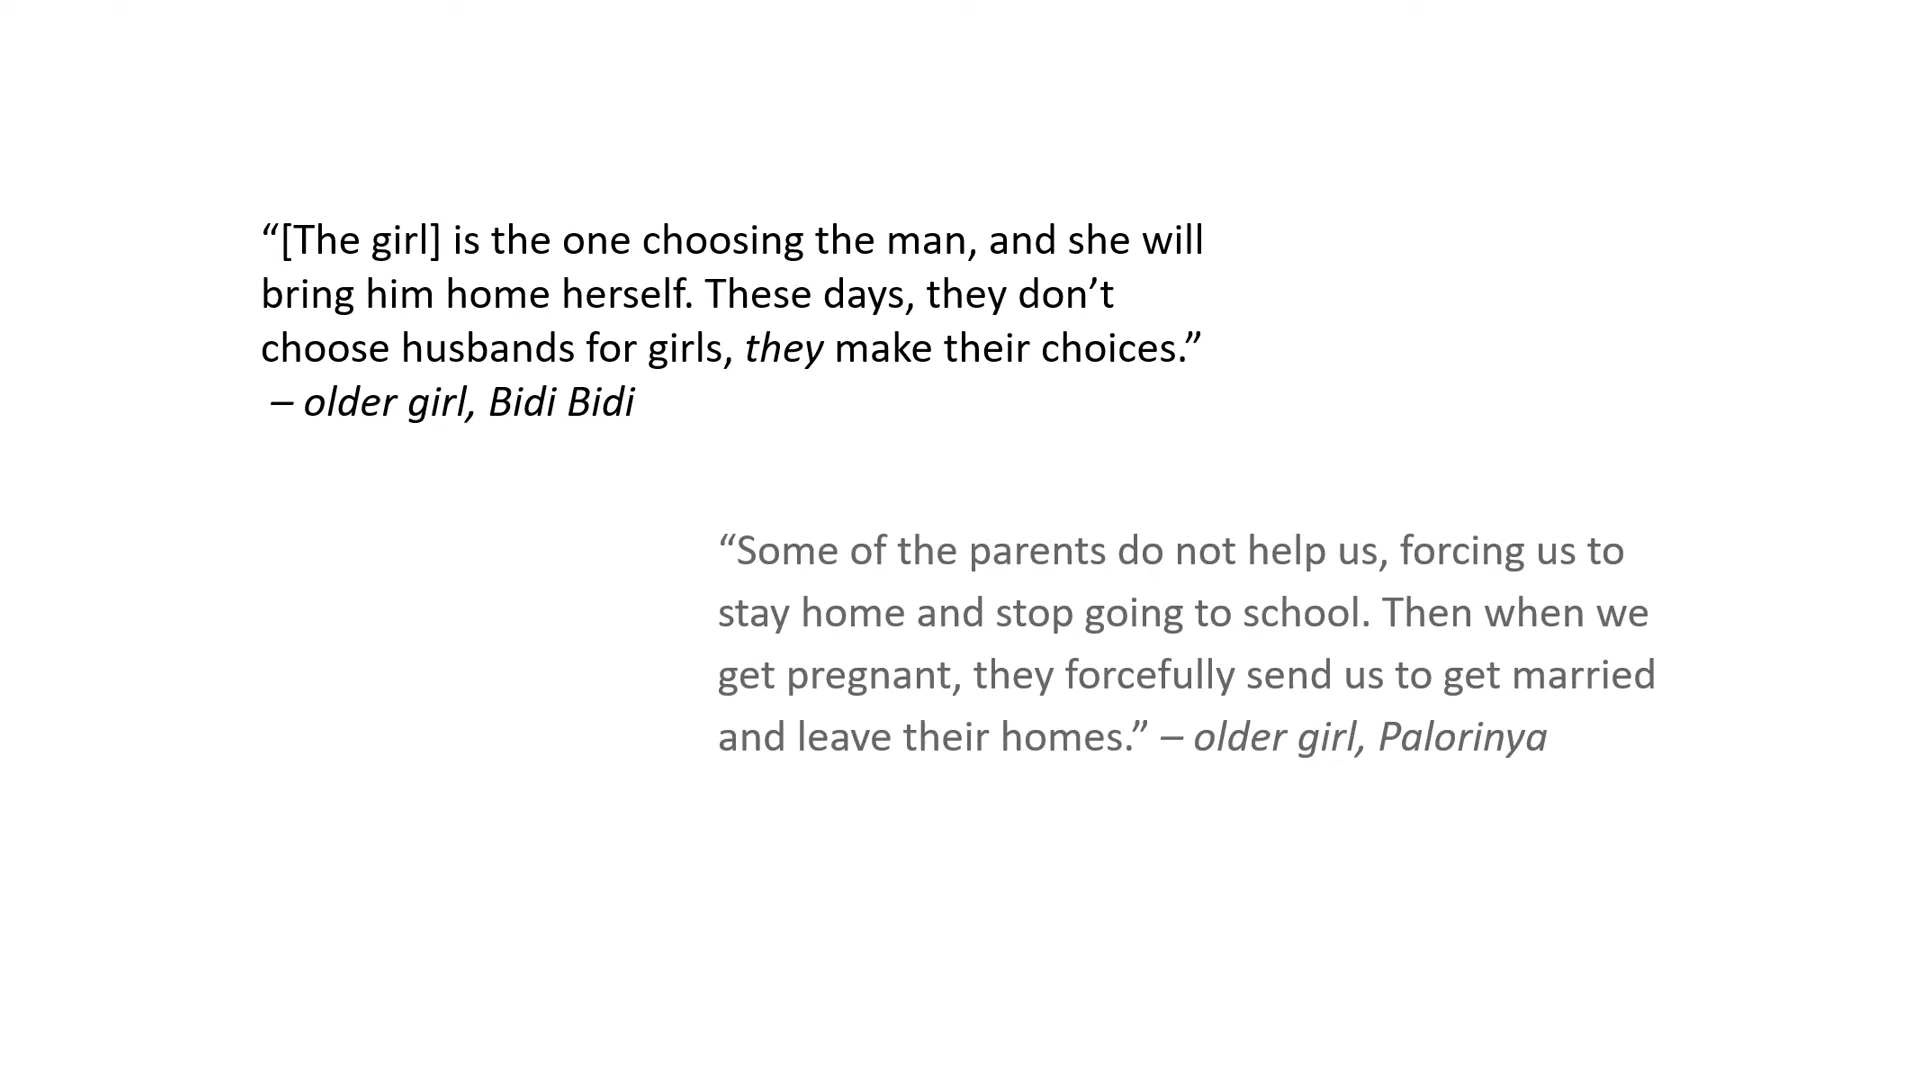 “[The girl] is the one choosing the man, and she will
bring him home herself. These days, they don’t
choose husbands for girls, they make their choices.”
– older girl, Bidi Bidi
“Some of the parents do not help us, forcing us to
stay home and stop going to school. Then when we
get pregnant, they forcefully send us to get married
and leave their homes.” – older girl, Palorinya